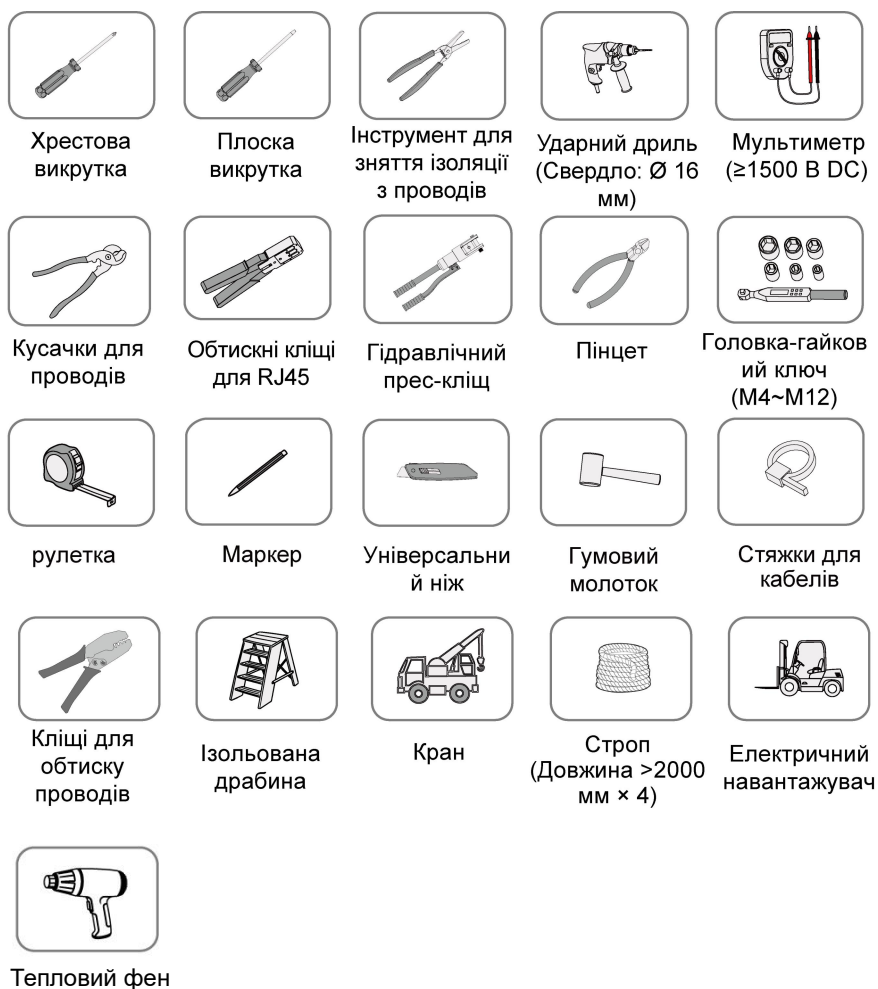 Хрестова
викрутка
Плоска
викрутка
Інструмент для
зняття ізоляції
з проводів
Ударний дриль
(Свердло: Ø 16
мм)
Мультиметр
(≥1500 В DC)
Кусачки для
проводів
Обтискні кліщі
для RJ45
Гідравлічний
прес-кліщ
Пінцет
Головка-гайков
ий ключ
(M4~M12)
рулетка
Маркер
Універсальни
й ніж
Гумовий
молоток
Стяжки для
кабелів
Кліщі для
обтиску
проводів
Ізольована
драбина
Кран
Строп
(Довжина >2000
мм × 4)
Електричний
навантажувач
Тепловий фен